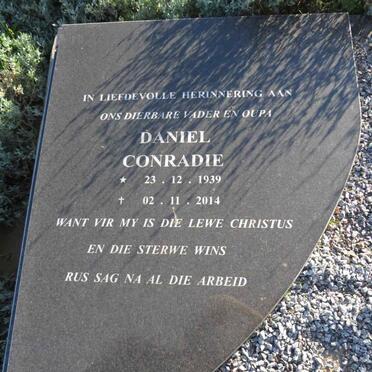 IN LIEFDEVOLLE HERINNERING AAN
ONS DIERBARE VADER EN OUPA
DANIEL
CONRADIE
★ 23 . 12 . 1939
† 02 . 11 . 2014
WANT VIR MY IS DIE LEWE CHRISTUS
EN DIE STERWE WINS
RUS SAG NA AL DIE ARBEID